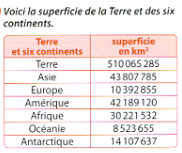 Voici la superficie de la Terre et des six
continents.
Terre et six continents superficie en km²
Terre 510 065 285
Asie 43 807 785
Europe 10 392 855
Amérique 42 189 120
Afrique 30 221 532
Océanie 8 523 655
Antarctique 14 107 637